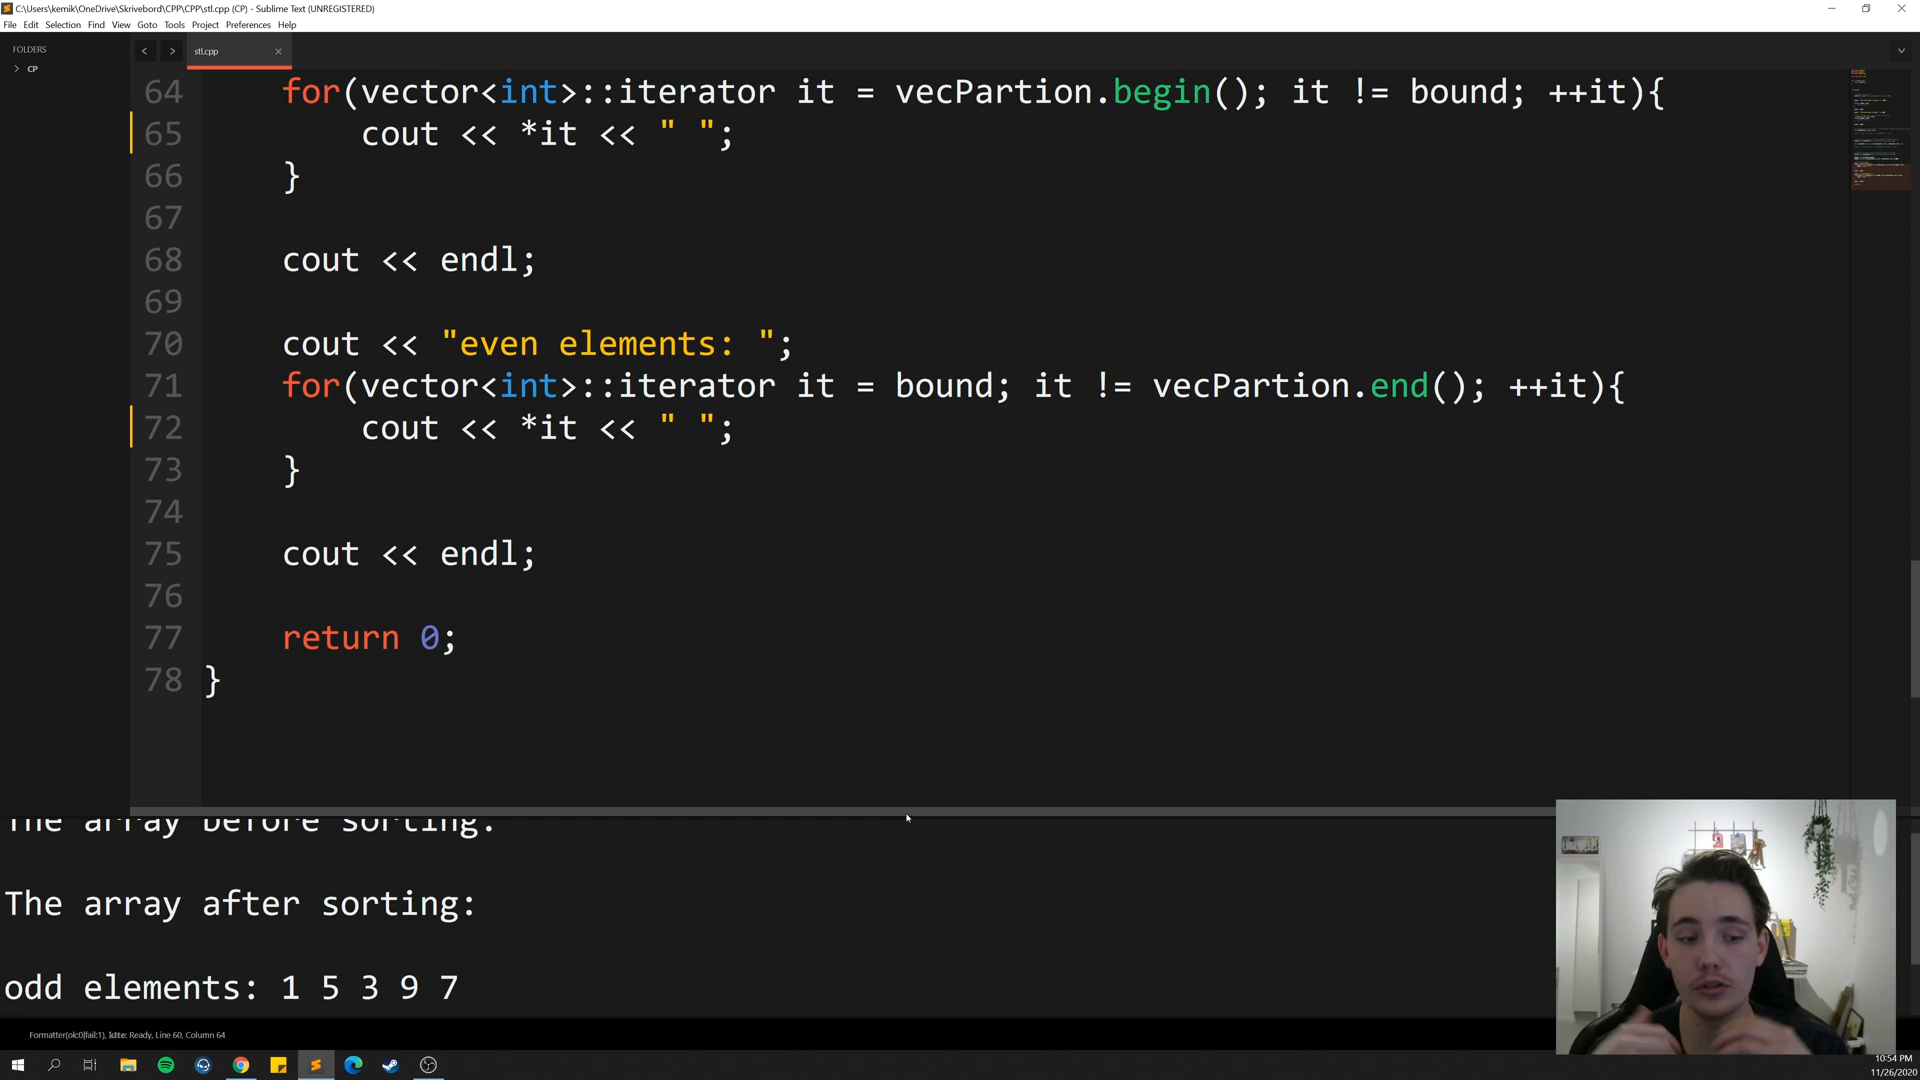 C:\Users\kemik\OneDrive\Skrivebord\CPP\CPP\stl.cpp (CP) - Sublime Text (UNREGISTERED)
File Edit Selection Find View Goto Tools Project Preferences Help
FOLDERS
CP
stl.cpp
64 for(vector<int>::iterator it = vecPartion.begin(); it != bound; ++it){
65 cout << *it << " ";
66 }
67
68 cout << endl;
69
70 cout << "even elements: ";
71 for(vector<int>::iterator it = bound; it != vecPartion.end(); ++it){
72 cout << *it << " ";
73 }
74
75 cout << endl;
76
77 return 0;
78 }
The array before sorting:
The array after sorting:
odd elements: 1 5 3 9 7
Ready, Line 60, Column 64
10:54 PM
11/26/2020